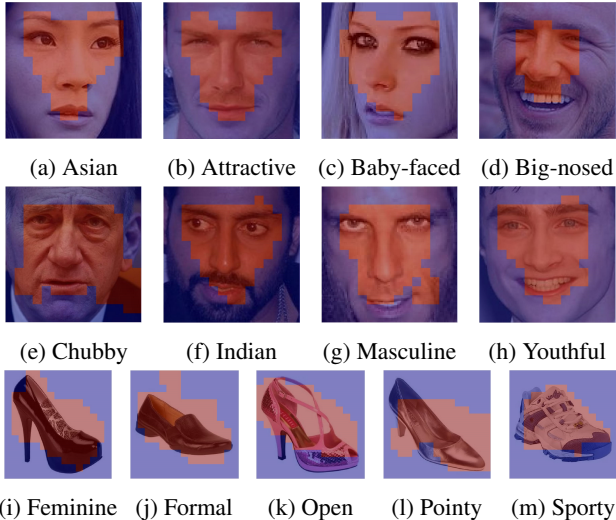 (a) Asian (b) Attractive (c) Baby-faced (d) Big-nosed
(e) Chubby (f) Indian (g) Masculine (h) Youthful
(i) Feminine (j) Formal (k) Open (l) Pointy (m) Sporty